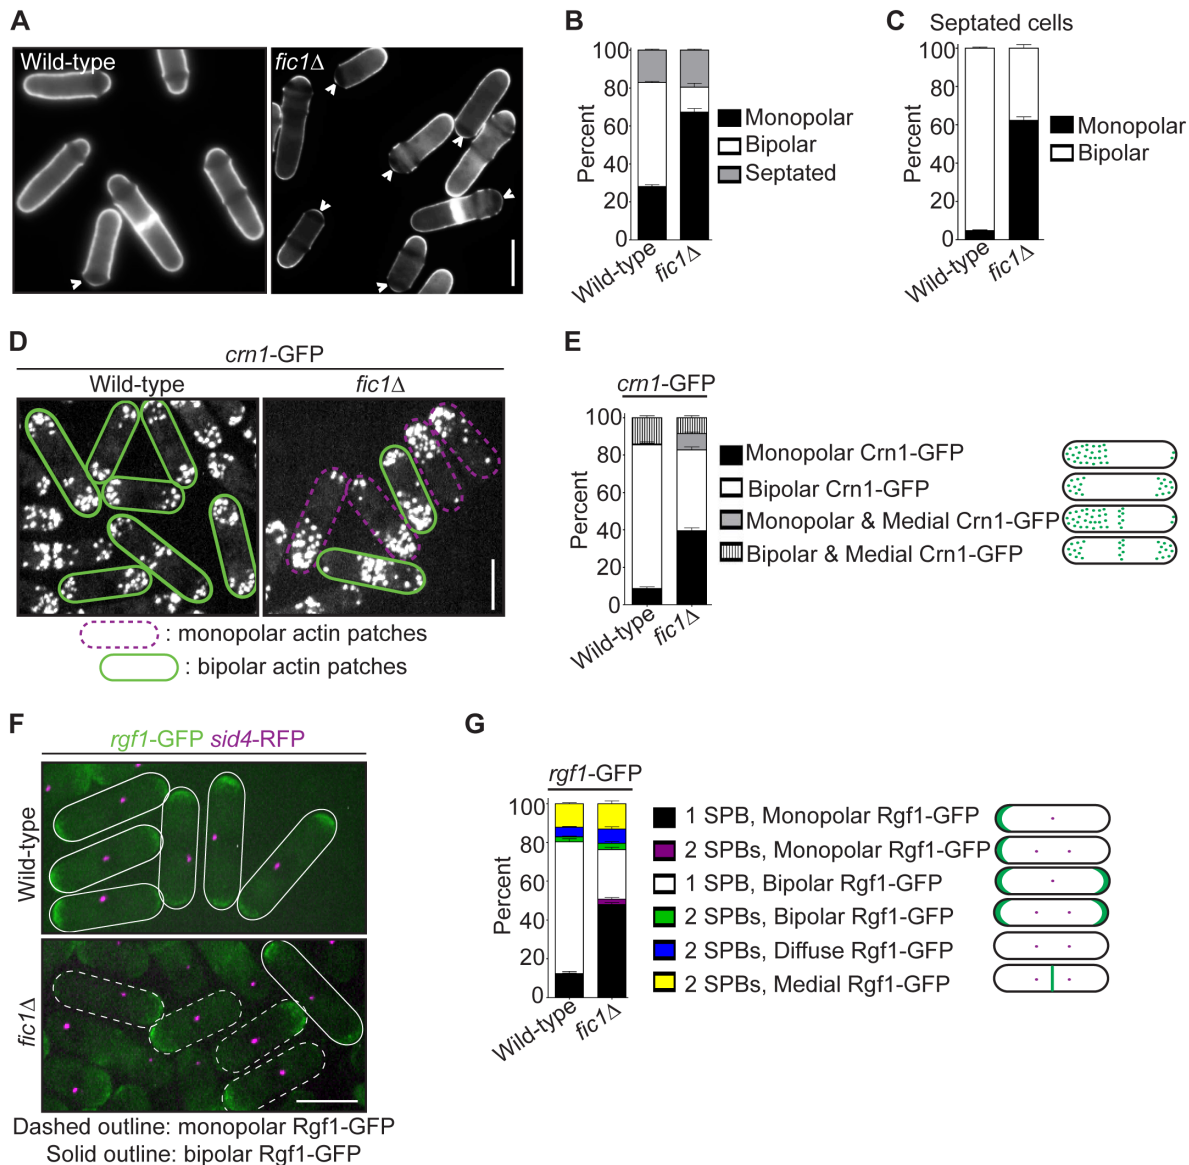 A
Wild-type
fic1Δ
B
100
80
60
40
20
0
Percent
Wild-type
fic1Δ
Monopolar
Bipolar
Septated
C
Septated cells
100
80
60
40
20
0
Percent
Wild-type
fic1Δ
Monopolar
Bipolar
D
crn1-GFP
Wild-type
fic1Δ
: monopolar actin patches
: bipolar actin patches
E
crn1-GFP
100
80
60
40
20
0
Percent
Wild-type
fic1Δ
Monopolar Crn1-GFP
Bipolar Crn1-GFP
Monopolar & Medial Crn1-GFP
Bipolar & Medial Crn1-GFP
F
rgf1-GFP sid4-RFP
Wild-type
fic1Δ
Dashed outline: monopolar Rgf1-GFP
Solid outline: bipolar Rgf1-GFP
G
rgf1-GFP
100
80
60
40
20
0
Percent
Wild-type
fic1Δ
1 SPB, Monopolar Rgf1-GFP
2 SPBs, Monopolar Rgf1-GFP
1 SPB, Bipolar Rgf1-GFP
2 SPBs, Bipolar Rgf1-GFP
2 SPBs, Diffuse Rgf1-GFP
2 SPBs, Medial Rgf1-GFP